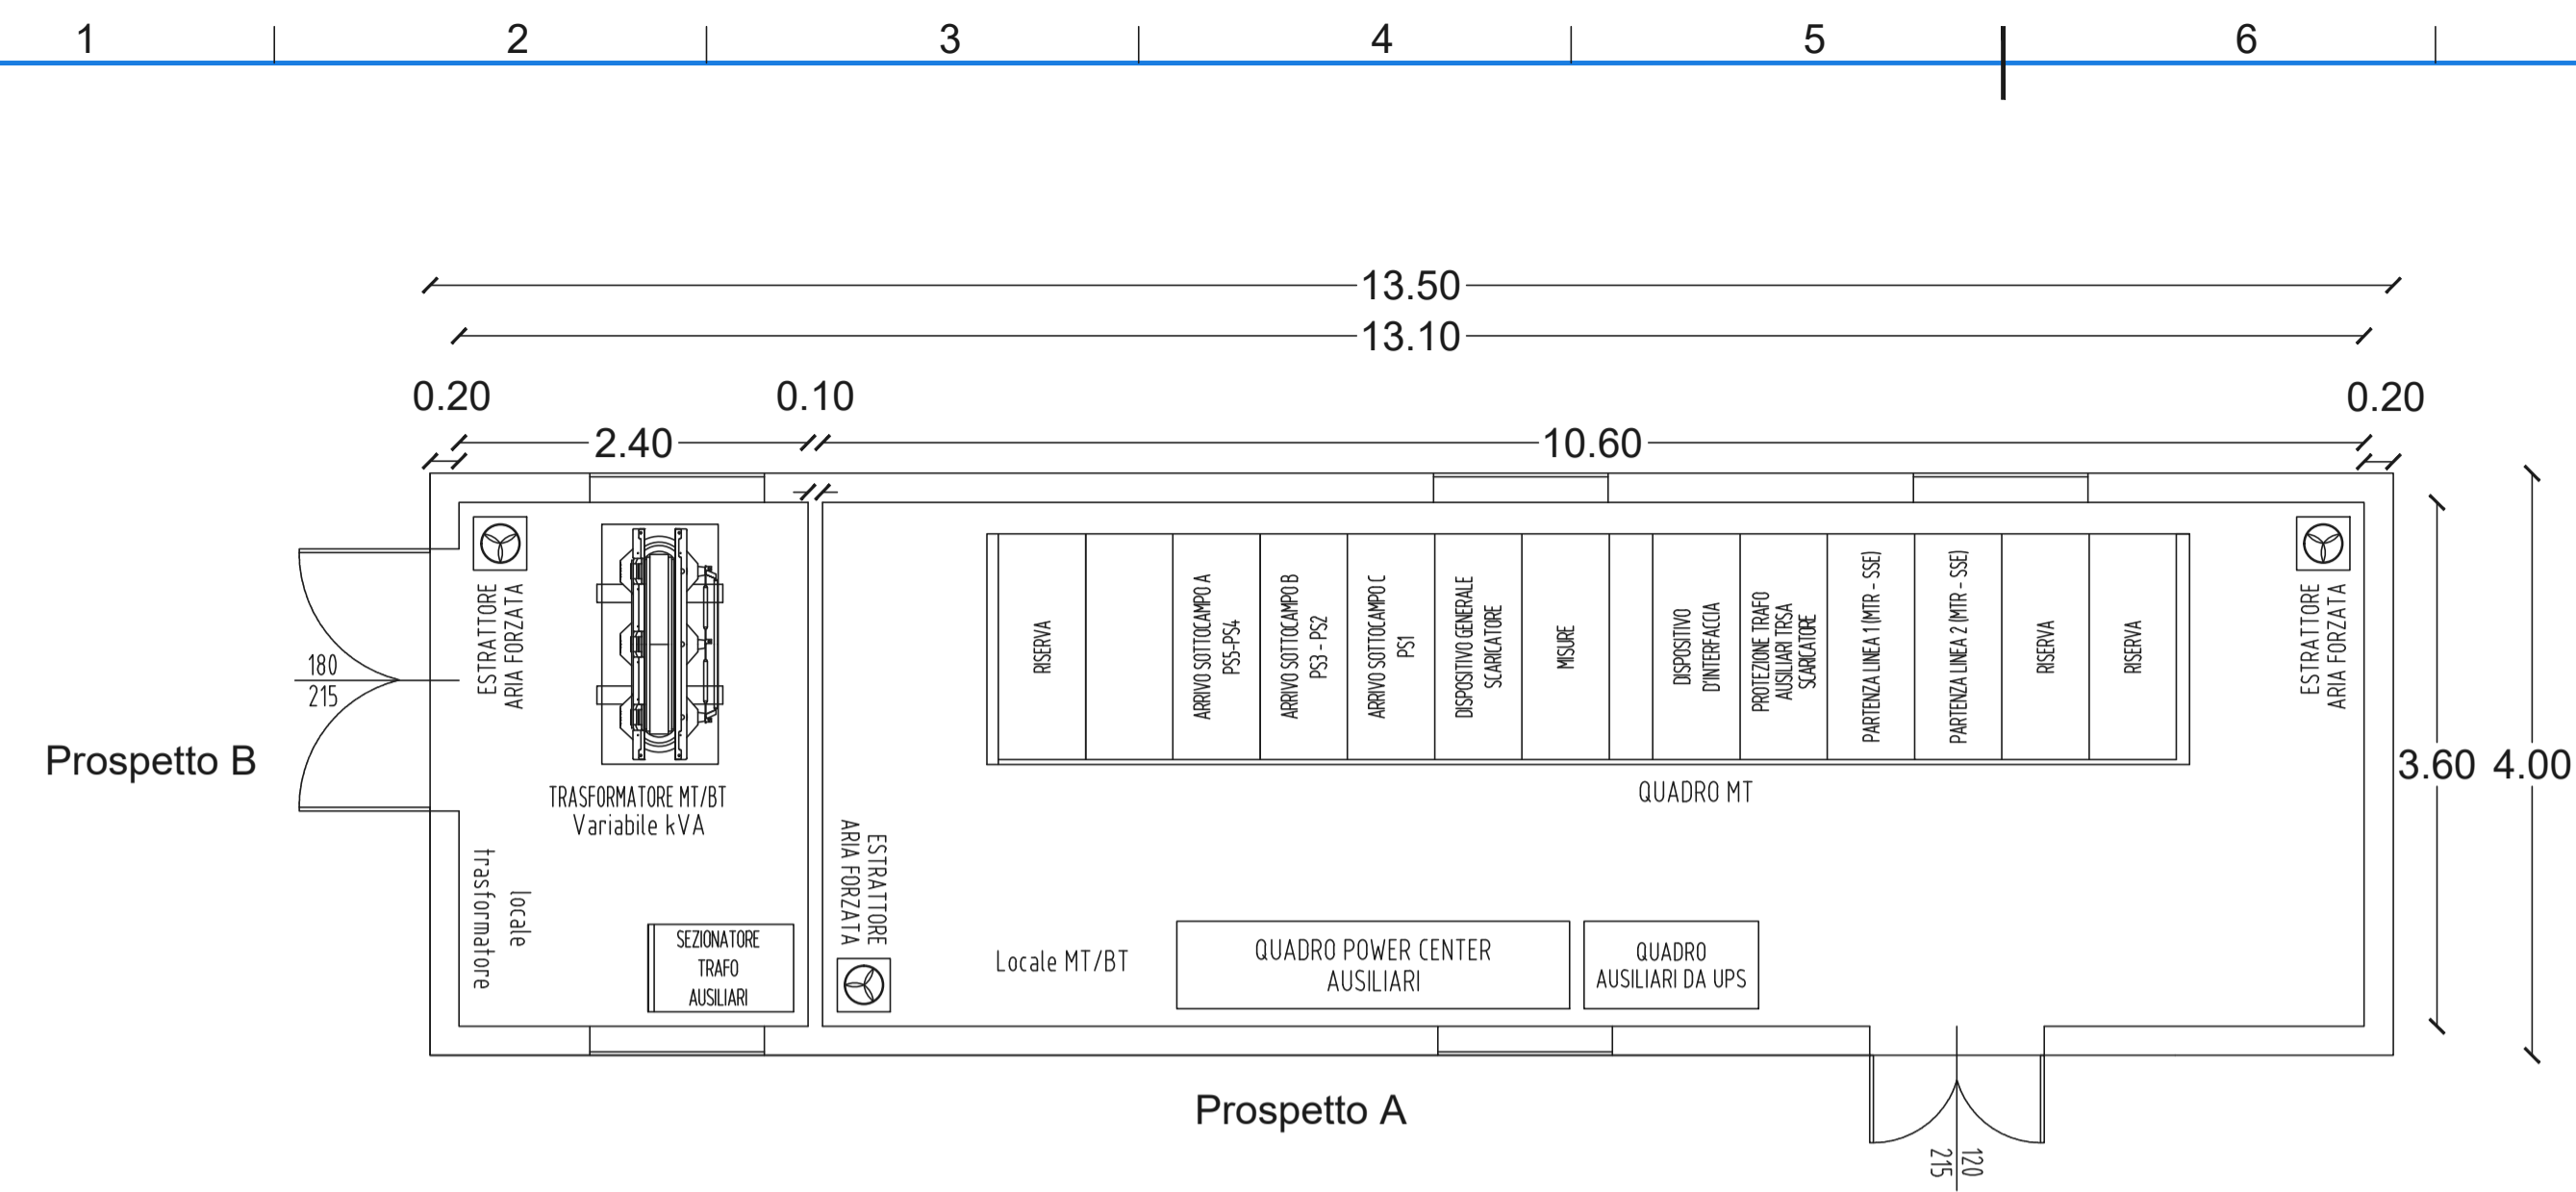 1
2
3
4
5
6
13.50
13.10
0.20
0.10
0.20
2.40
10.60
ESTRATTORE
ARIA FORZATA
180
215
Prospetto B
TRASFORMATORE MT/BT
Variabile kVA
locale
trasformatore
SEZIONATORE
TRAFO
AUSILIARI
ESTRATTORE
ARIA FORZATA
RISERVA
ARRIVO SOTTOCAMPO A
PS5-PS4
ARRIVO SOTTOCAMPO B
PS3 - PS2
ARRIVO SOTTOCAMPO C
PS1
DISPOSITIVO GENERALE
SCARICATORE
MISURE
DISPOSITIVO
D'INTERFACCIA
PROTEZIONE TRAFO
AUSILIARI TRSA
SCARICATORE
PARTENZA LINEA 1 (MTR - SSE)
PARTENZA LINEA 2 (MTR - SSE)
RISERVA
RISERVA
QUADRO MT
ESTRATTORE
ARIA FORZATA
3.60
4.00
Locale MT/BT
QUADRO POWER CENTER
AUSILIARI
QUADRO
AUSILIARI DA UPS
Prospetto A
120
215